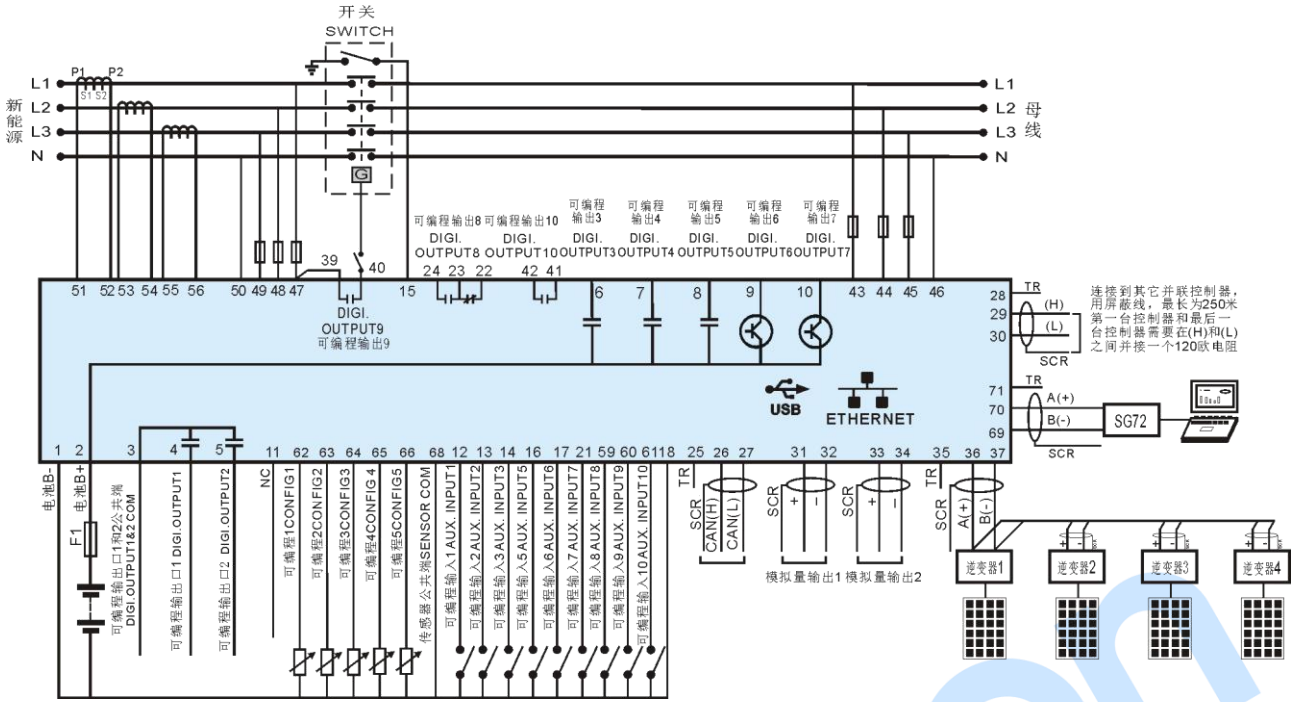 开关
SWITCH
P1
P2
S1 S2
新能源
L1
L2
L3
N
L1
L2
L3
N
母线
G
39
40
可编程输出8
DIGI.
OUTPUT8
可编程输出10
DIGI.
OUTPUT10
可编程
输出3
DIGI.
OUTPUT3
可编程
输出4
DIGI.
OUTPUT4
可编程
输出5
DIGI.
OUTPUT5
可编程
输出6
DIGI.
OUTPUT6
可编程
输出7
DIGI.
OUTPUT7
24 23 22
42 41
51 52 53 54 55 56 50 49 48 47
15
6 7 8 9 10 43 44 45 46
DIGI.
OUTPUT9
可编程输出9
28
TR
29
(H)
30
(L)
SCR
连接到其它并联控制器，
用屏蔽线，最长为250米
第一台控制器和最后一
台控制器需要在(H)和(L)
之间并接一个120欧电阻
71
TR
70
A(+)
69
B(-)
SCR
SG72
USB
ETHERNET
1 2 3 4 5 11 62 63 64 65 66 68 12 13 14 16 17 21 59 60 61 18 25 26 27 31 32 33 34 35 36 37
电池B-
电池B+
F1
可编程输出口1和2公共端
DIGI.OUTPUT1&2 COM
可编程输出口1 DIGI.OUTPUT1
可编程输出口2 DIGI.OUTPUT2
NC
可编程1CONFIG1
可编程2CONFIG2
可编程3CONFIG3
可编程4CONFIG4
可编程5CONFIG5
传感器公共端SENSOR COM
可编程输入1AUX. INPUT1
可编程输入2AUX. INPUT2
可编程输入3AUX. INPUT3
可编程输入5AUX. INPUT5
可编程输入6AUX. INPUT6
可编程输入7AUX. INPUT7
可编程输入8AUX. INPUT8
可编程输入9AUX. INPUT9
可编程输入10AUX. INPUT10
TR
SCR
CAN(H)
CAN(L)
SCR
+
−
模拟量输出1
SCR
+
−
模拟量输出2
TR
SCR
A(+)
B(-)
逆变器1
+
-
SCR
逆变器2
+
-
SCR
逆变器3
+
-
SCR
逆变器4